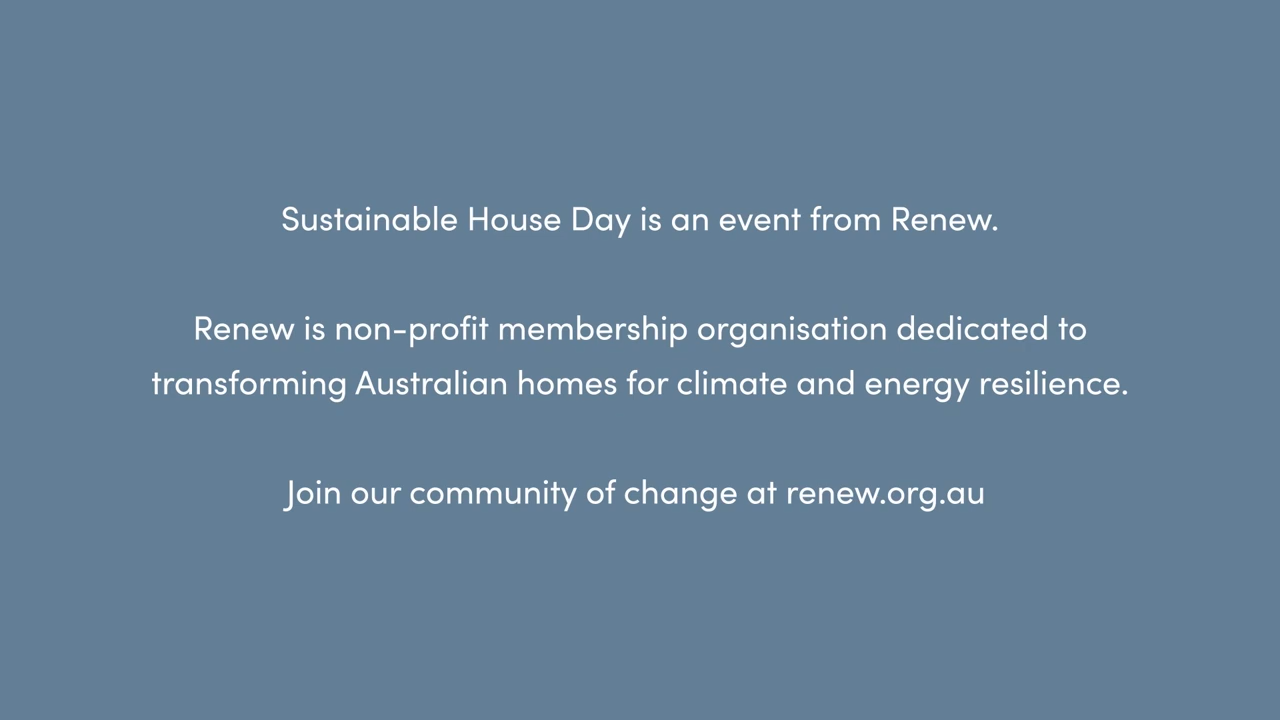 Sustainable House Day is an event from Renew.
Renew is non-profit membership organisation dedicated to
transforming Australian homes for climate and energy resilience.
Join our community of change at renew.org.au